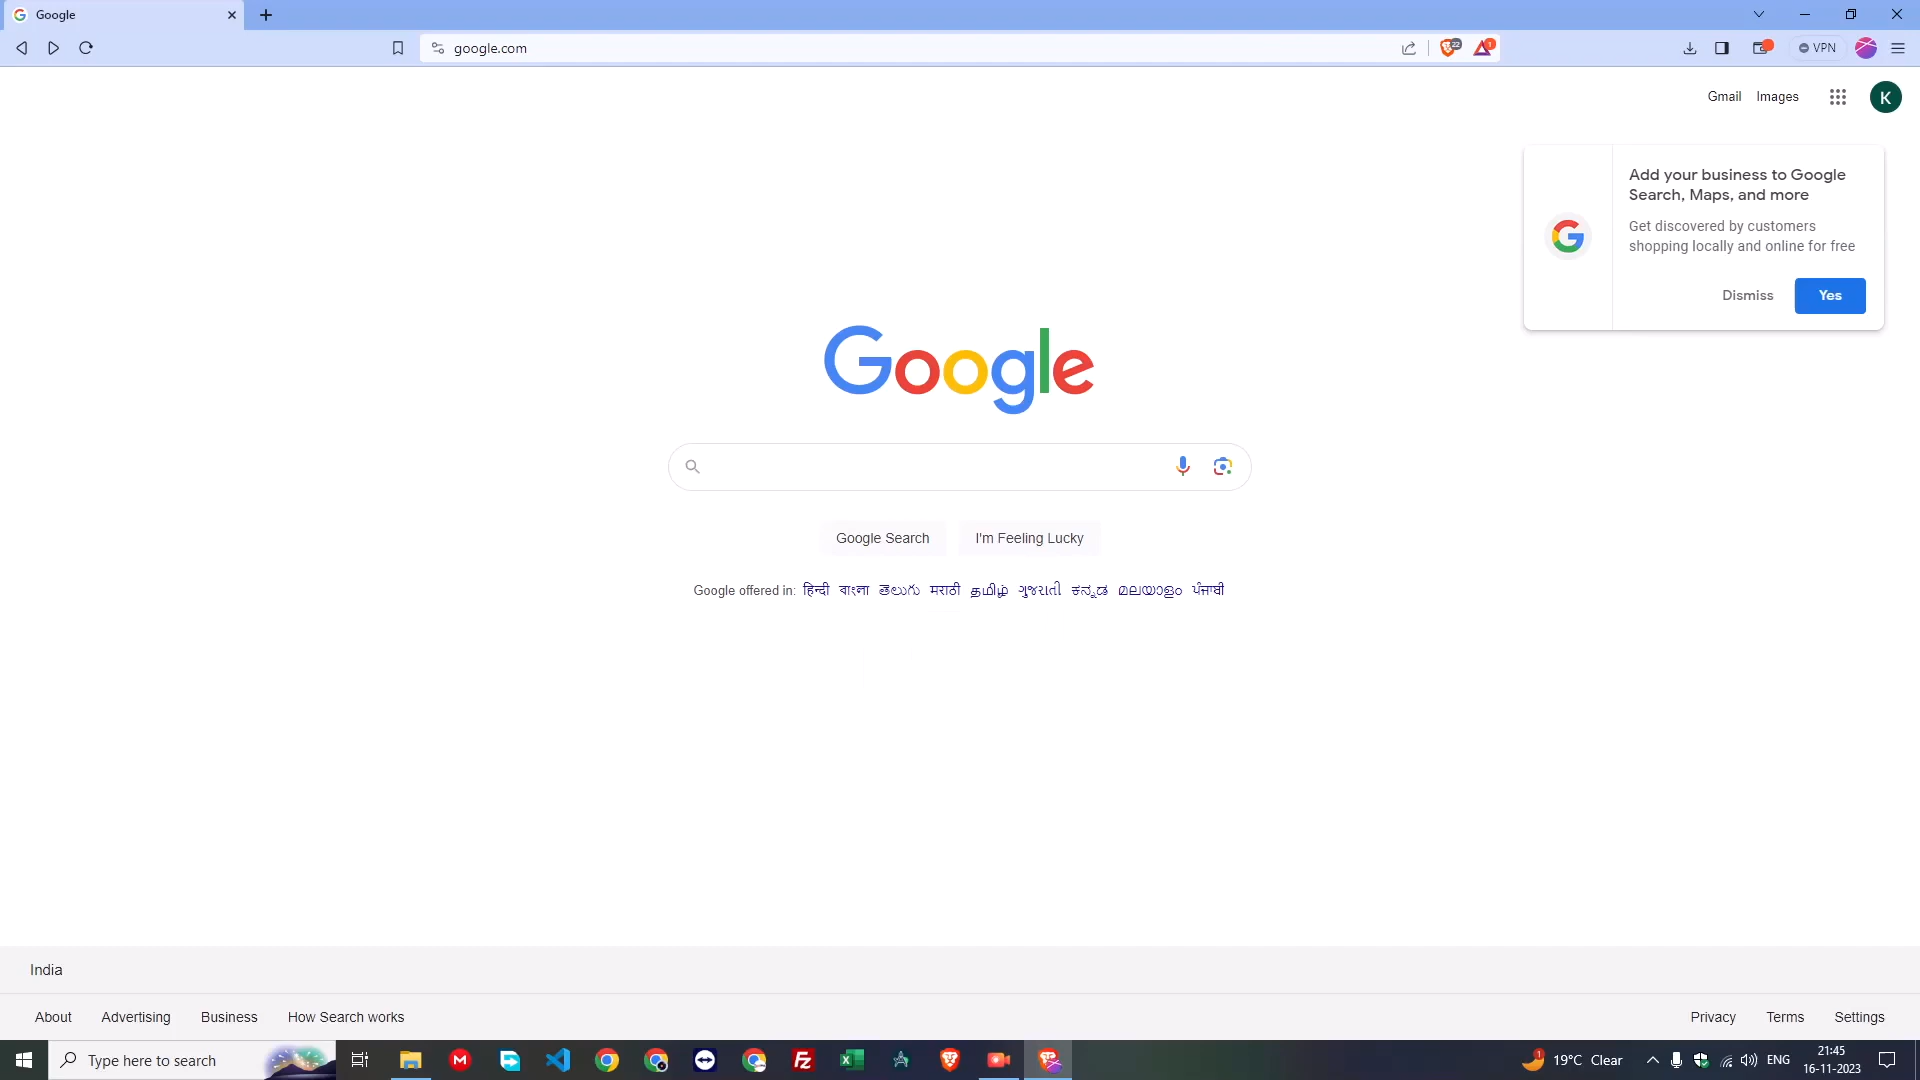 Google
google.com
22
1
VPN
Gmail Images
K
Add your business to Google
Search, Maps, and more
Get discovered by customers
shopping locally and online for free
Dismiss Yes
Google
Google Search I'm Feeling Lucky
Google offered in: हिन्दी বাংলা తెలుగు मराठी தமிழ் ગુજરાતી ಕನ್ನಡ മലയാളം ਪੰਜਾਬੀ
India
About Advertising Business How Search works
Privacy Terms Settings
Type here to search
1
19°C Clear
ENG
21:45
16-11-2023